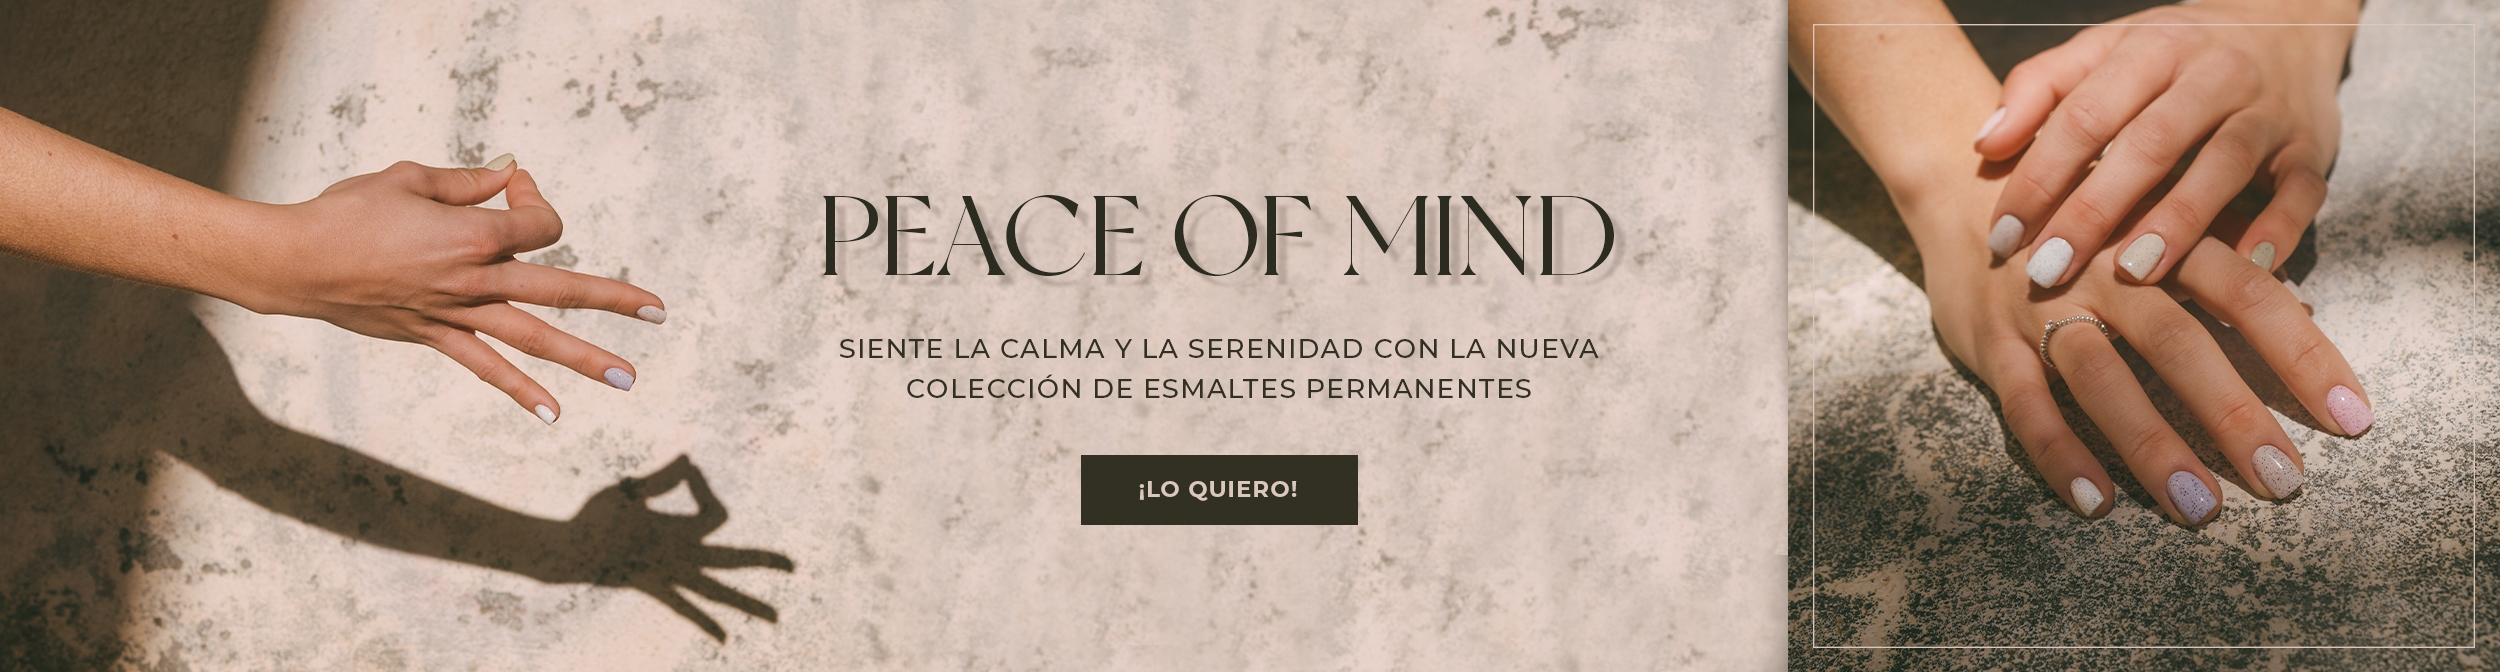 PEACE OF MIND
SIENTE LA CALMA Y LA SERENIDAD CON LA NUEVA
COLECCIÓN DE ESMALTES PERMANENTES
¡LO QUIERO!